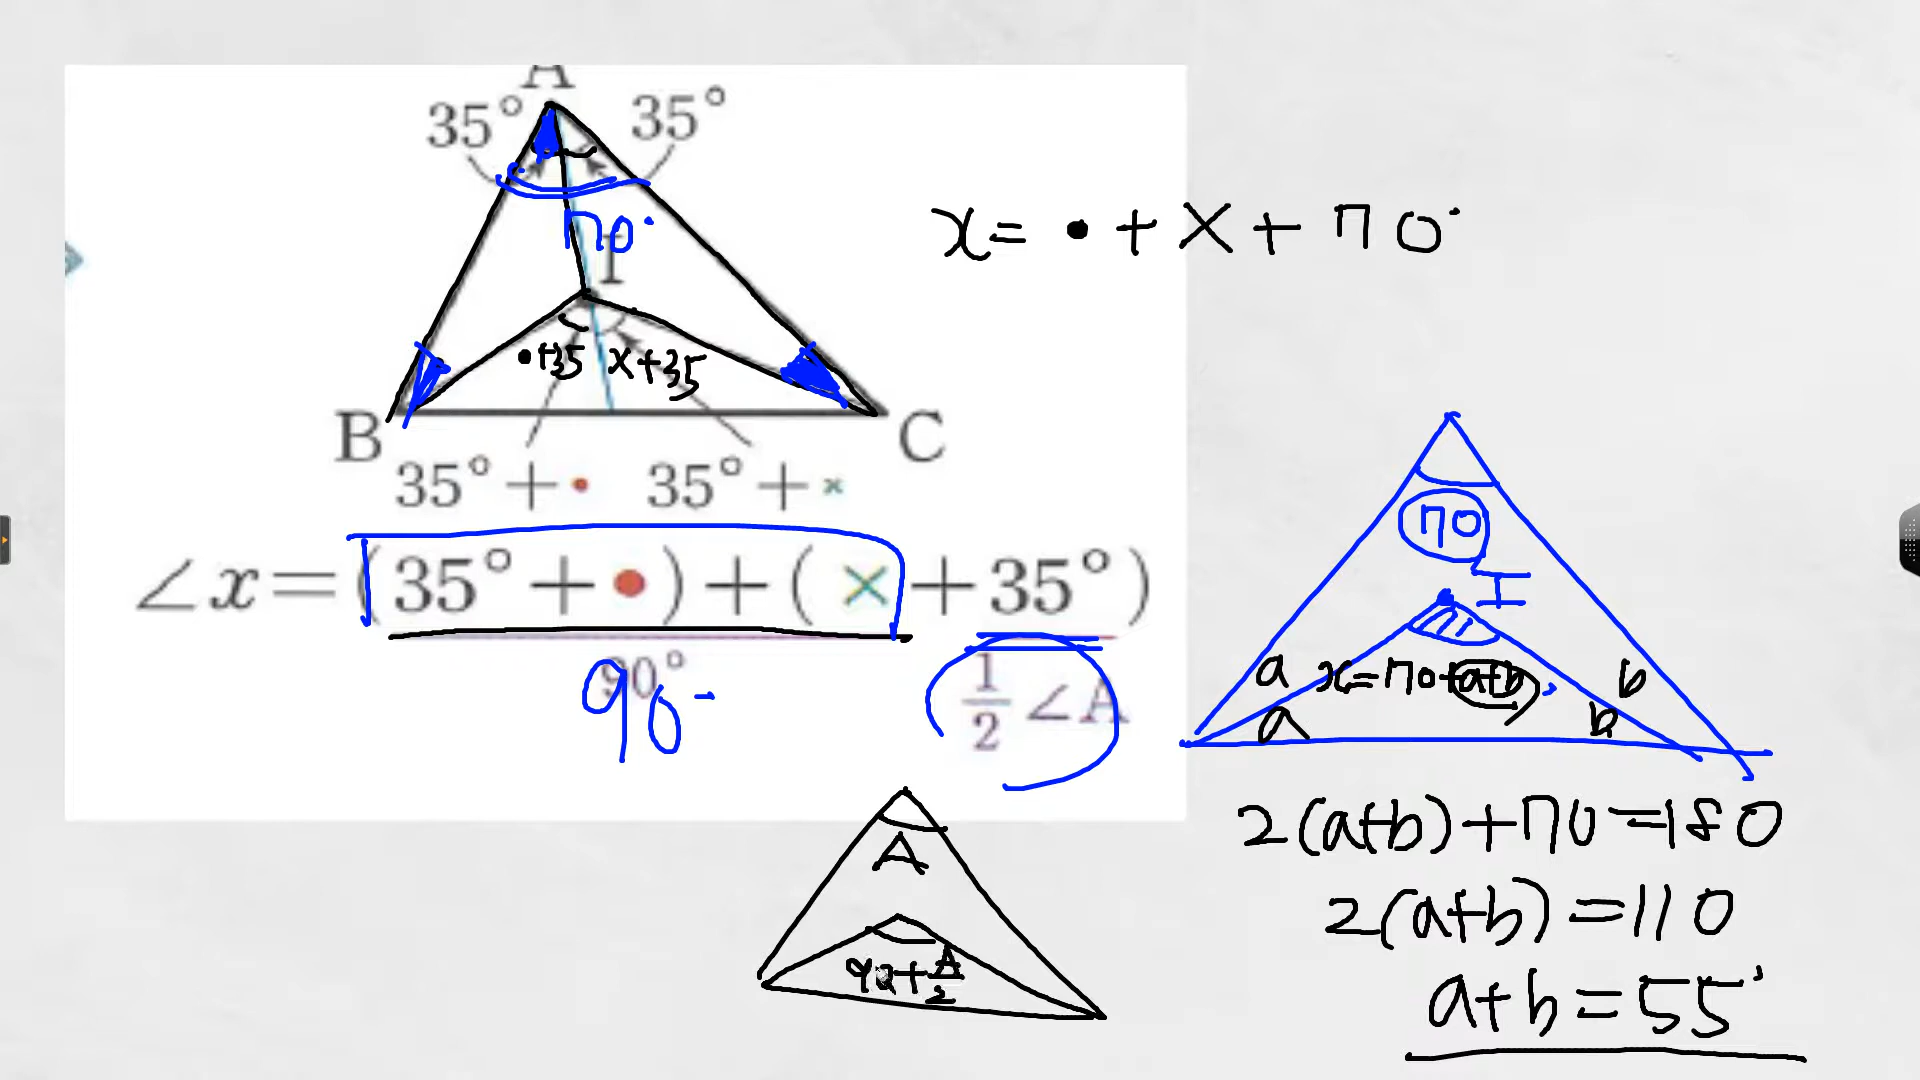 A
35° 35°
70°
I
•+35 x+35
B C
35°+• 35°+×
∠x=(35°+•)+(×+35°)
90° 1/2∠A
90°
x=•+x+70°
70
I
a x=70+(a+b)° b
a b
2(a+b)+70=180
2(a+b)=110
a+b=55°
A
90+A/2